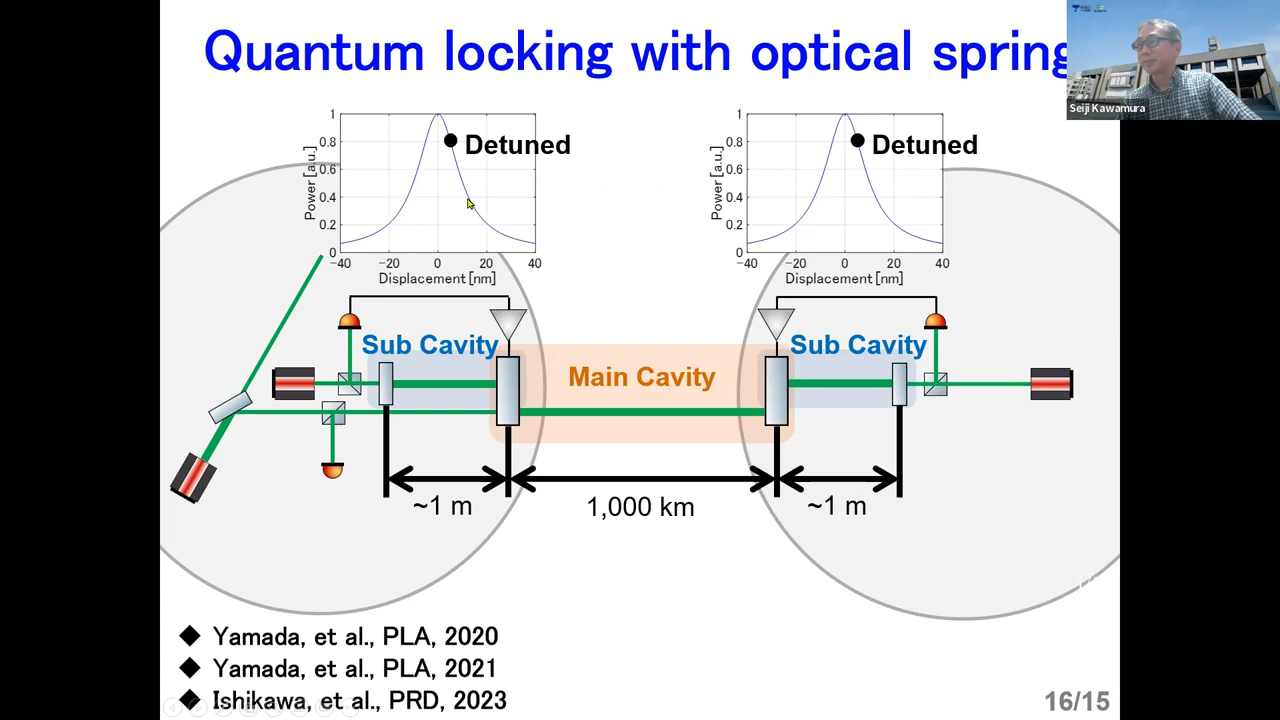 Quantum locking with optical spring
Seiji Kawamura
1
0.8
0.6
0.4
0.2
0
Power [a.u.]
Detuned
−40
−20
0
20
40
Displacement [nm]
1
0.8
0.6
0.4
0.2
0
Power [a.u.]
Detuned
−40
−20
0
20
40
Displacement [nm]
Sub Cavity
Main Cavity
Sub Cavity
~1 m
1,000 km
~1 m
◆ Yamada, et al., PLA, 2020
◆ Yamada, et al., PLA, 2021
◆ Ishikawa, et al., PRD, 2023
16/15